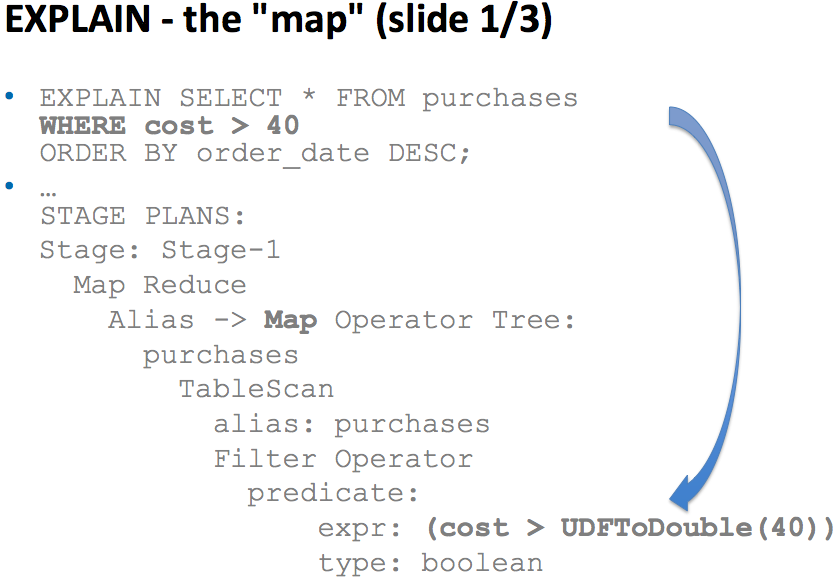 EXPLAIN - the "map" (slide 1/3)
• EXPLAIN SELECT * FROM purchases
WHERE cost > 40
ORDER BY order_date DESC;
• …
STAGE PLANS:
Stage: Stage-1
Map Reduce
Alias -> Map Operator Tree:
purchases
TableScan
alias: purchases
Filter Operator
predicate:
expr: (cost > UDFToDouble(40))
type: boolean